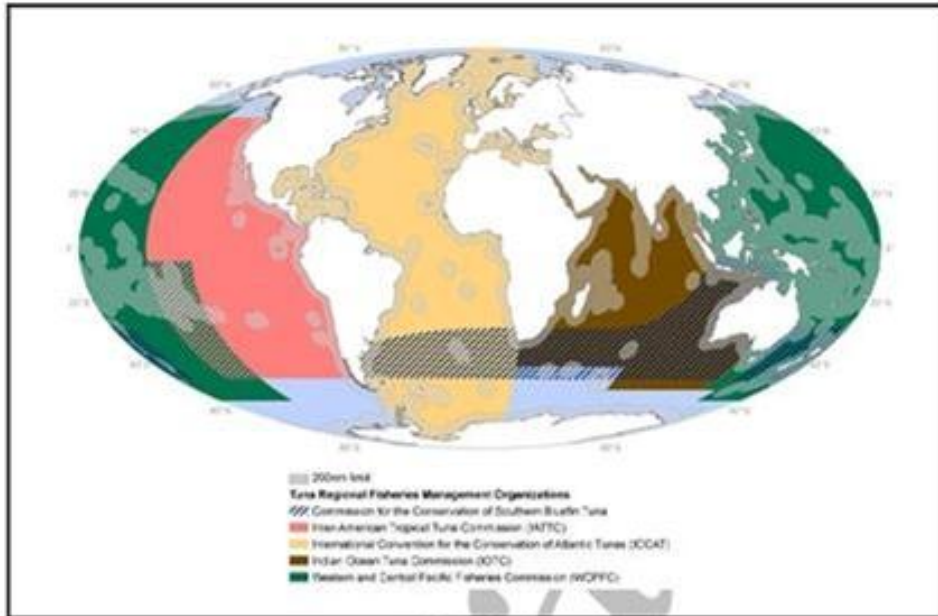 200nm limit
Tuna Regional Fisheries Management Organizations
Commission for the Conservation of Southern Bluefin Tuna
Inter-American Tropical Tuna Commission (IATTC)
International Convention for the Conservation of Atlantic Tunas (ICCAT)
Indian Ocean Tuna Commission (IOTC)
Western and Central Pacific Fisheries Commission (WCPFC)